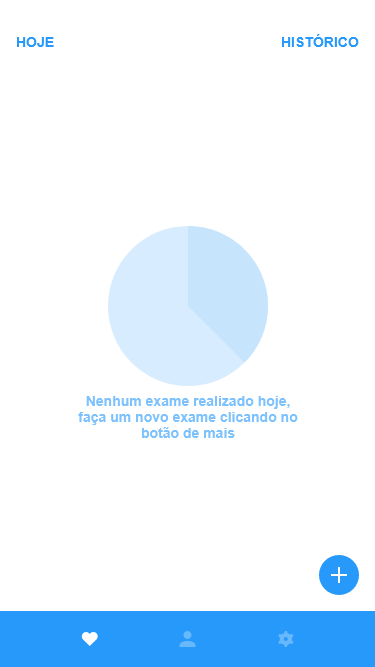 HOJE
HISTÓRICO
Nenhum exame realizado hoje,
faça um novo exame clicando no
botão de mais